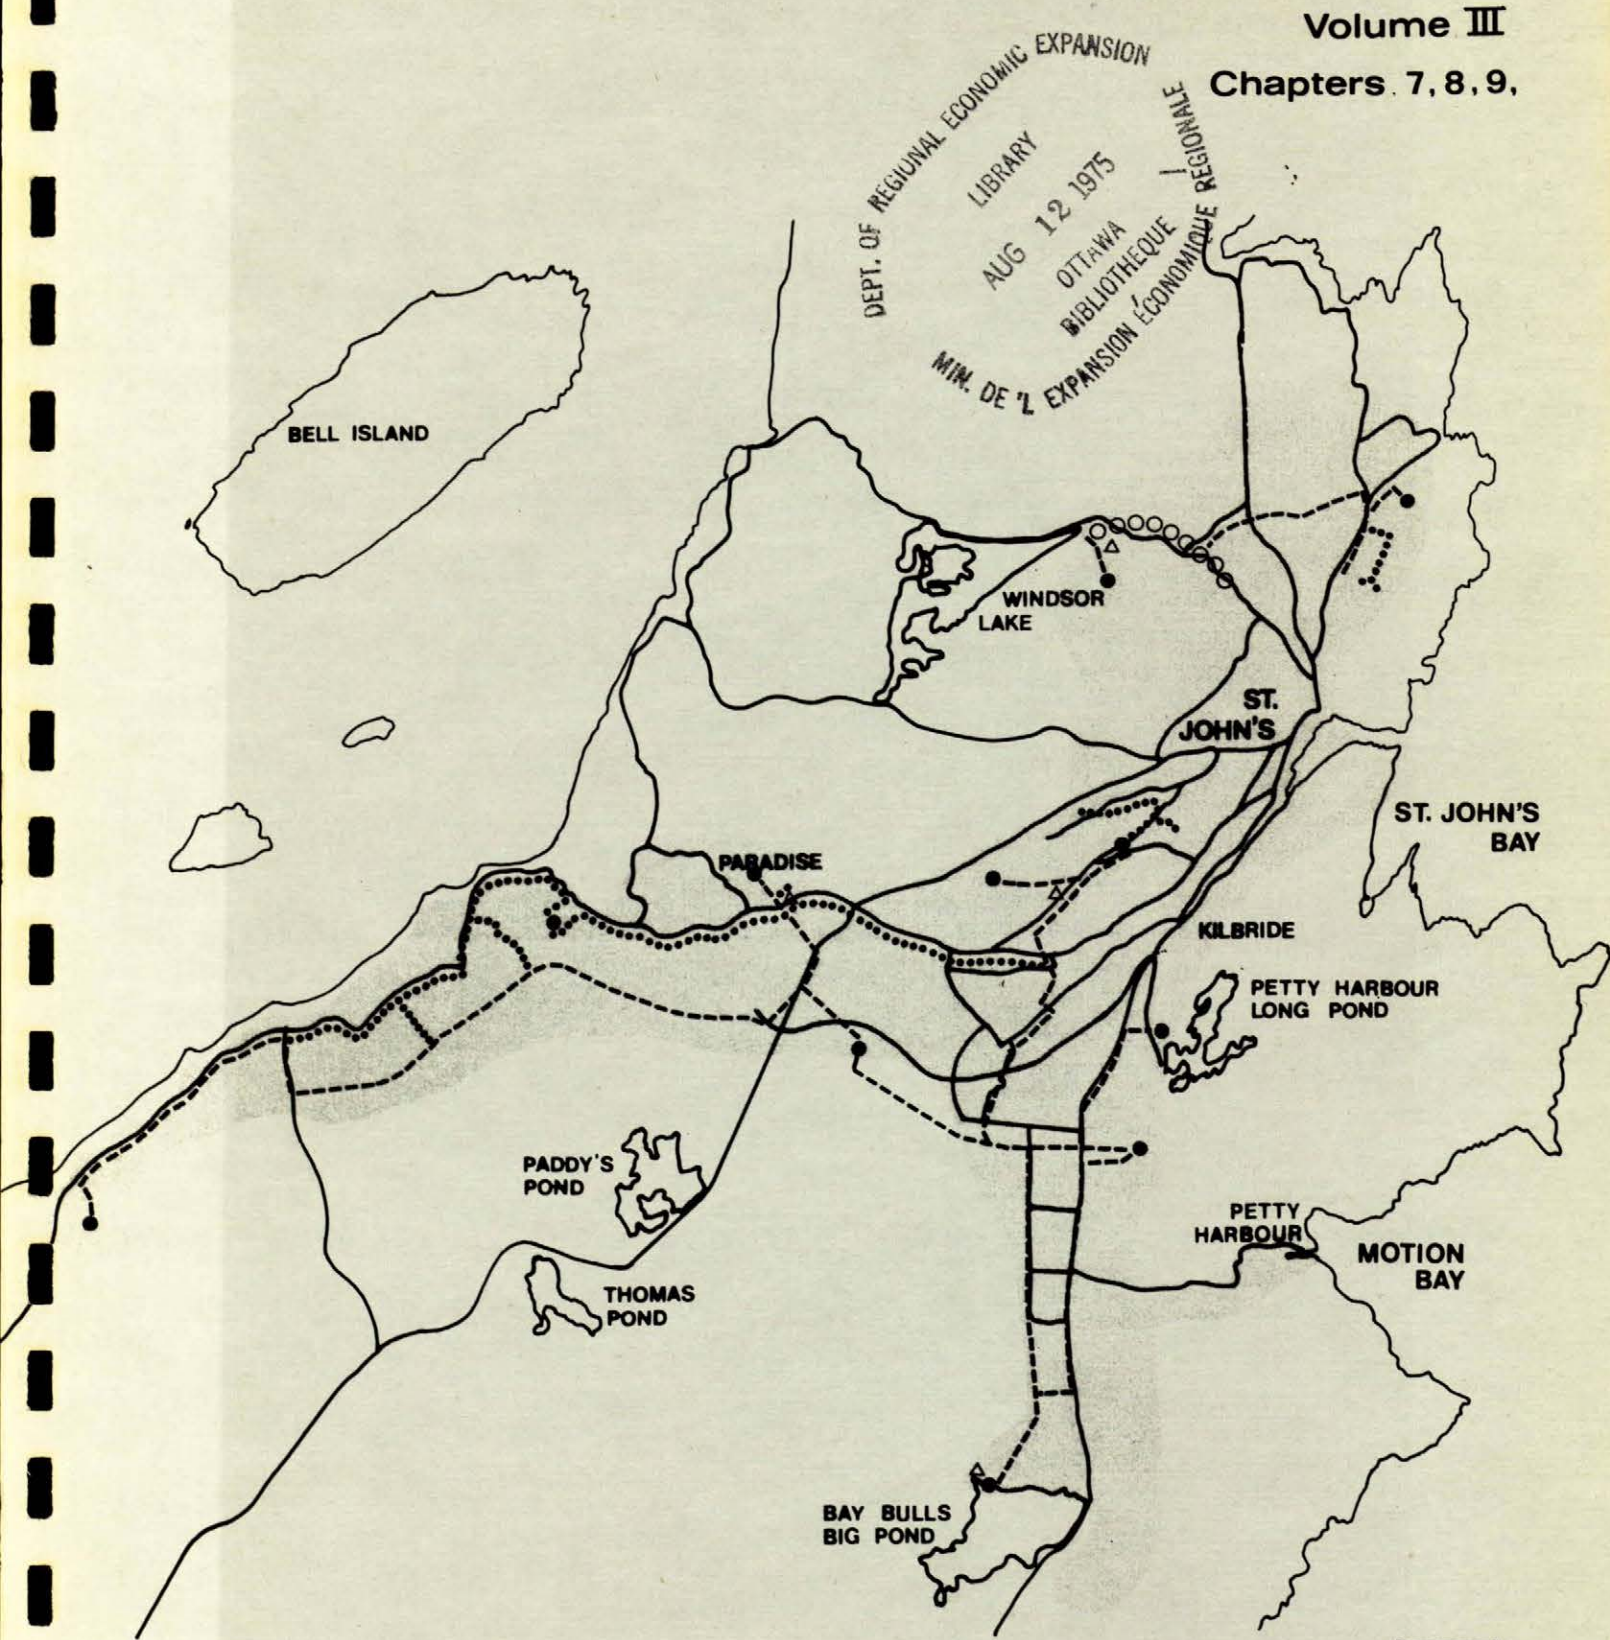 Volume III
Chapters 7, 8, 9,
DEPT. OF REGIONAL ECONOMIC EXPANSION
LIBRARY
AUG 12 1975
OTTAWA
BIBLIOTHEQUE
MIN. DE 'L EXPANSION ÉCONOMIQUE REGIONALE
BELL ISLAND
WINDSOR
LAKE
ST.
JOHN'S
ST. JOHN'S
BAY
PARADISE
KILBRIDE
PETTY HARBOUR
LONG POND
PADDY'S
POND
PETTY
HARBOUR
MOTION
BAY
THOMAS
POND
BAY BULLS
BIG POND